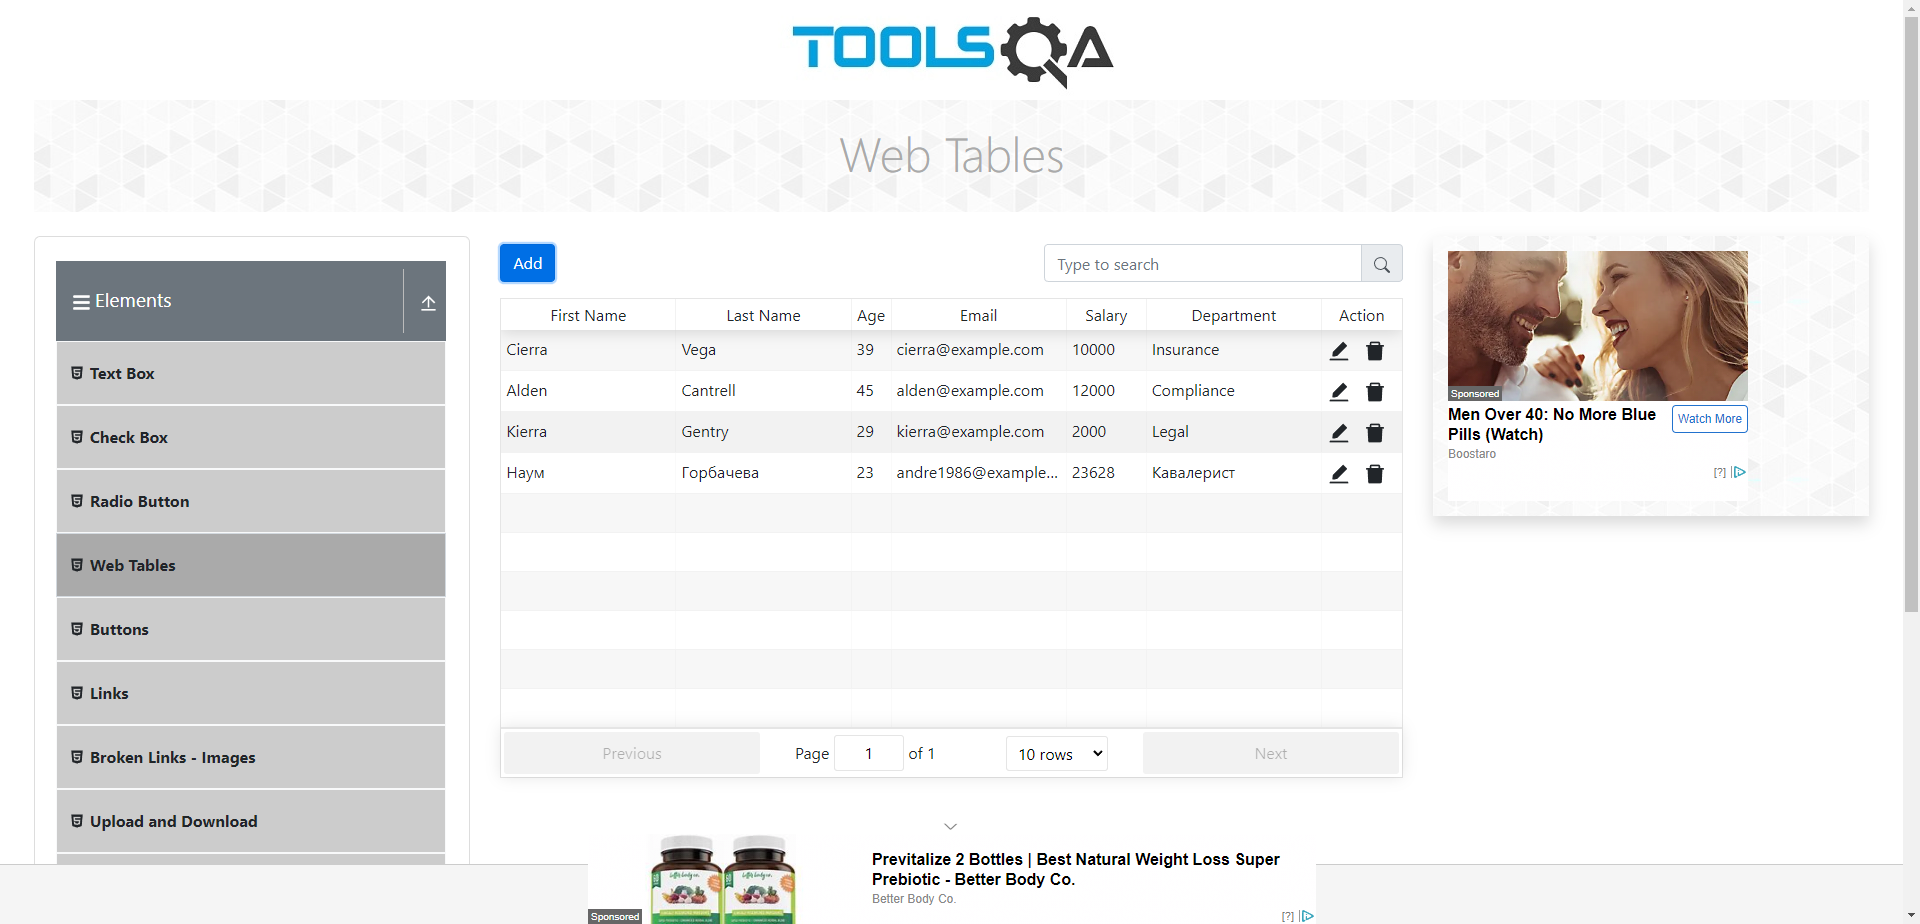 TOOLSQA
Web Tables
Elements
Text Box
Check Box
Radio Button
Web Tables
Buttons
Links
Broken Links - Images
Upload and Download
Add
Type to search
First Name Last Name Age Email Salary Department Action
Cierra Vega 39 cierra@example.com 10000 Insurance
Alden Cantrell 45 alden@example.com 12000 Compliance
Kierra Gentry 29 kierra@example.com 2000 Legal
Наум Горбачева 23 andre1986@example... 23628 Кавалерист
Previous Page 1 of 1 10 rows Next
Sponsored
Men Over 40: No More Blue
Pills (Watch)
Watch More
Boostaro
[?]
Previtalize 2 Bottles | Best Natural Weight Loss Super
Prebiotic - Better Body Co.
Better Body Co.
Sponsored
[?]